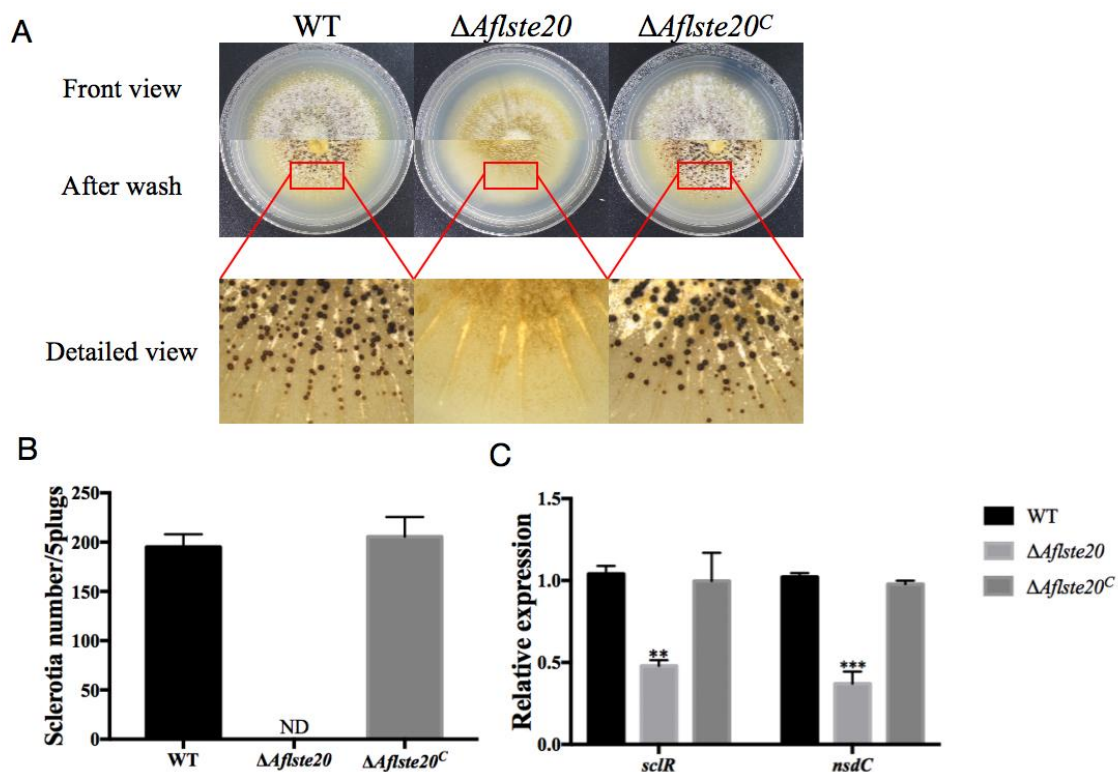 A
WT
ΔAflste20
ΔAflste20C
Front view
After wash
Detailed view
B
Sclerotia number/5plugs
250
200
150
100
50
0
ND
WT
ΔAflste20
ΔAflste20C
C
Relative expression
1.5
1.0
0.5
0.0
**
***
sclR
nsdC
WT
ΔAflste20
ΔAflste20C